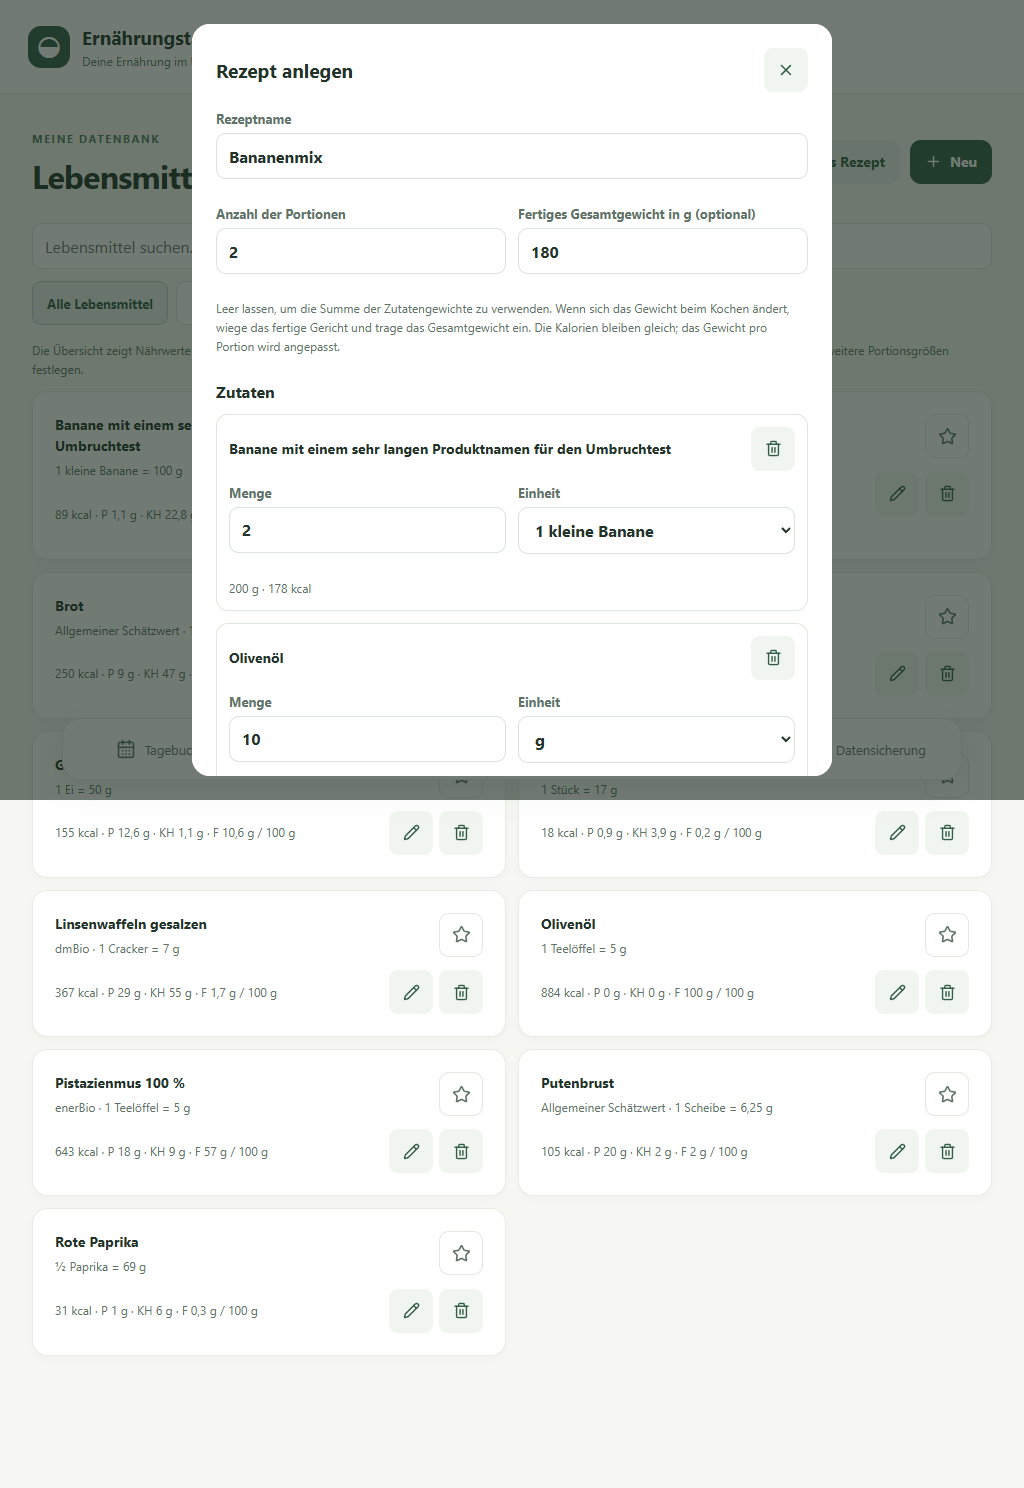 Ernährungst
Deine Ernährung im
MEINE DATENBANK
Lebensmitt
s Rezept
Neu
Lebensmittel suchen.
Alle Lebensmittel
Die Übersicht zeigt Nährwerte
weitere Portionsgrößen
festlegen.
Rezept anlegen
Rezeptname
Bananenmix
Anzahl der Portionen
Fertiges Gesamtgewicht in g (optional)
2
180
Leer lassen, um die Summe der Zutatengewichte zu verwenden. Wenn sich das Gewicht beim Kochen ändert,
wiege das fertige Gericht und trage das Gesamtgewicht ein. Die Kalorien bleiben gleich; das Gewicht pro
Portion wird angepasst.
Zutaten
Banane mit einem sehr langen Produktnamen für den Umbruchtest
Menge
Einheit
2
1 kleine Banane
200 g · 178 kcal
Olivenöl
Menge
Einheit
10
g
Banane mit einem se
Umbruchtest
1 kleine Banane = 100 g
89 kcal · P 1,1 g · KH 22,8
Brot
Allgemeiner Schätzwert ·
250 kcal · P 9 g · KH 47 g ·
Tagebuc
Datensicherung
1 Ei = 50 g
155 kcal · P 12,6 g · KH 1,1 g · F 10,6 g / 100 g
1 Stück = 17 g
18 kcal · P 0,9 g · KH 3,9 g · F 0,2 g / 100 g
Linsenwaffeln gesalzen
dmBio · 1 Cracker = 7 g
367 kcal · P 29 g · KH 55 g · F 1,7 g / 100 g
Olivenöl
1 Teelöffel = 5 g
884 kcal · P 0 g · KH 0 g · F 100 g / 100 g
Pistazienmus 100 %
enerBio · 1 Teelöffel = 5 g
643 kcal · P 18 g · KH 9 g · F 57 g / 100 g
Putenbrust
Allgemeiner Schätzwert · 1 Scheibe = 6,25 g
105 kcal · P 20 g · KH 2 g · F 2 g / 100 g
Rote Paprika
½ Paprika = 69 g
31 kcal · P 1 g · KH 6 g · F 0,3 g / 100 g